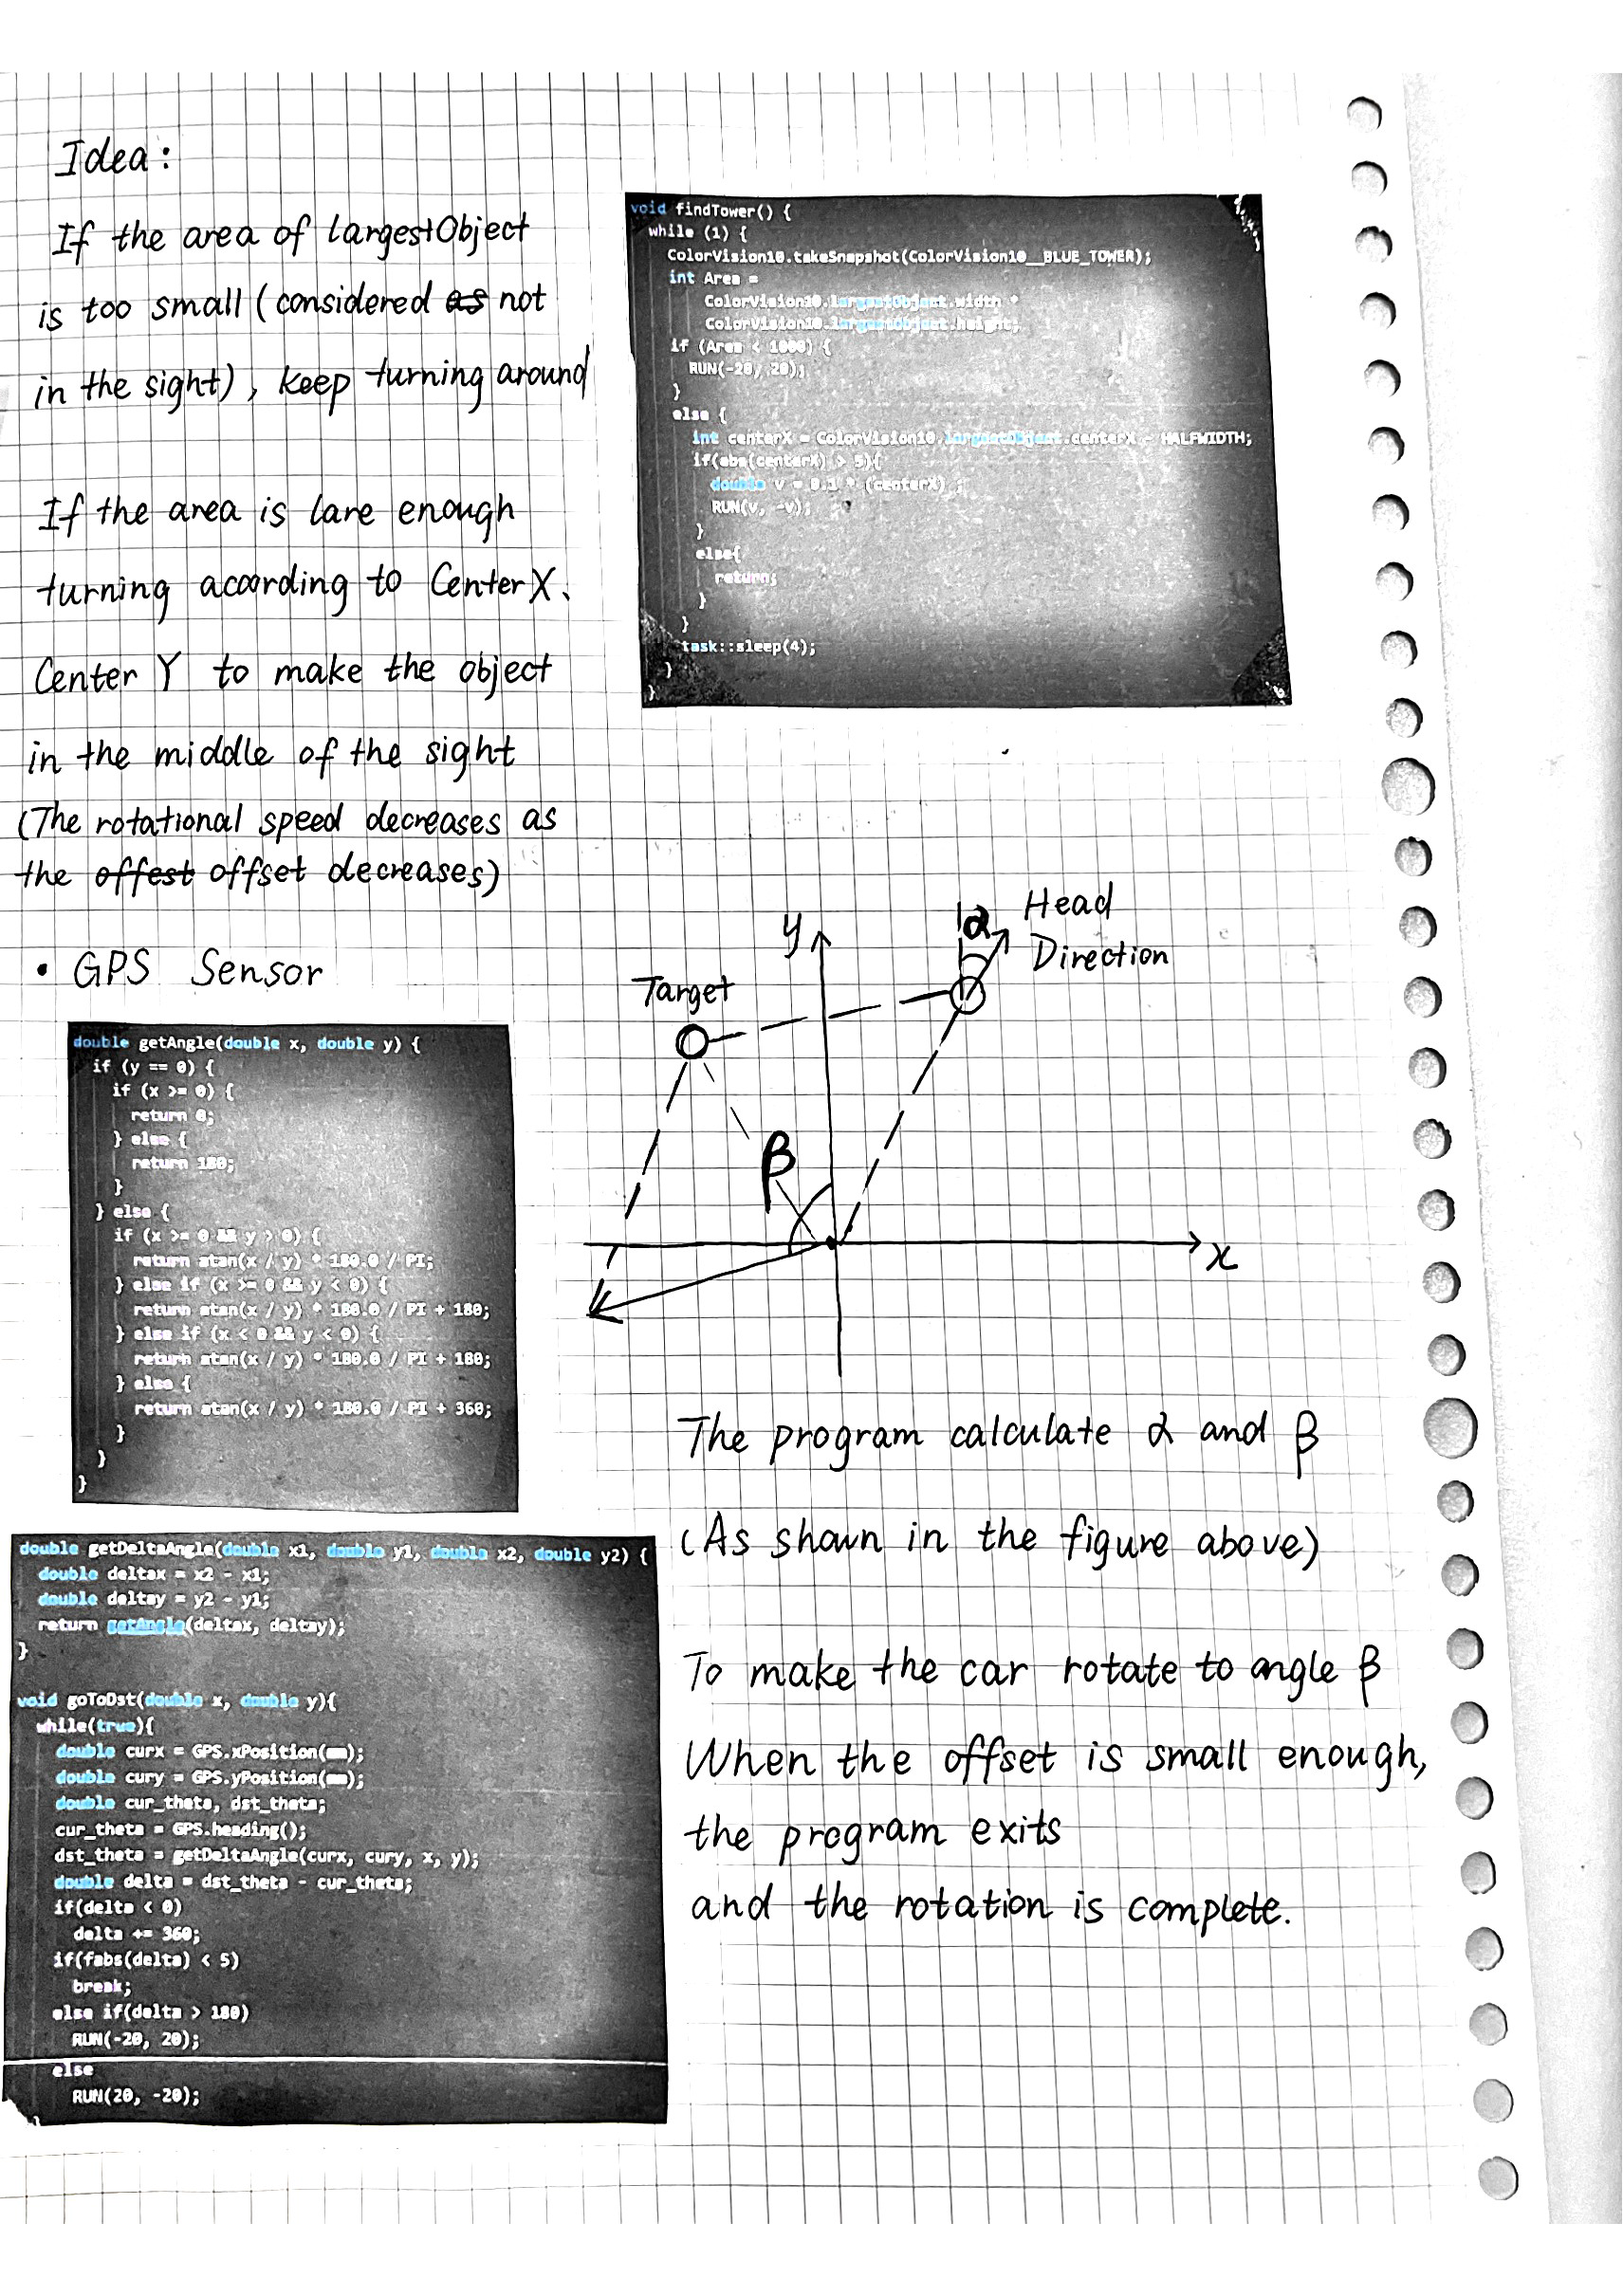 Idea:
If the area of largestObject
is too small (considered as not
in the sight), keep turning around
If the area is lare enough
turning acording to CenterX、
Center Y to make the object
in the middle of the sight
(The rotational speed decreases as
the offest offset decreases)
void findTower() {
while (1) {
ColorVision10.takeSnapshot(ColorVision10__BLUE_TOWER);
int Area =
ColorVision10.largestObject.width *
ColorVision10.largestObject.height;
if (Area < 1000) {
RUN(-20, 20);
}
else {
int centerX = ColorVision10.largestObject.centerX - HALFWIDTH;
if(abs(centerX) > 5){
double v = 0.1 * (centerX) ;
RUN(v, -v);
}
else{
return;
}
}
task::sleep(4);
}
}
• GPS Sensor
double getAngle(double x, double y) {
if (y == 0) {
if (x >= 0) {
return 0;
} else {
return 180;
}
} else {
if (x >= 0 && y > 0) {
return atan(x / y) * 180.0 / PI;
} else if (x >= 0 && y < 0) {
return atan(x / y) * 180.0 / PI + 180;
} else if (x < 0 && y < 0) {
return atan(x / y) * 180.0 / PI + 180;
} else {
return atan(x / y) * 180.0 / PI + 360;
}
}
}
y
α
Head
Direction
Target
β
x
double getDeltaAngle(double x1, double y1, double x2, double y2) {
double deltax = x2 - x1;
double deltay = y2 - y1;
return getAngle(deltax, deltay);
}
void goToDst(double x, double y){
while(true){
double curx = GPS.xPosition(mm);
double cury = GPS.yPosition(mm);
double cur_theta, dst_theta;
cur_theta = GPS.heading();
dst_theta = getDeltaAngle(curx, cury, x, y);
double delta = dst_theta - cur_theta;
if(delta < 0)
delta += 360;
if(fabs(delta) < 5)
break;
else if(delta > 180)
RUN(-20, 20);
else
RUN(20, -20);
}
The program calculate α and β
(As shown in the figure above)
To make the car rotate to angle β
When the offset is small enough,
the program exits
and the rotation is complete.